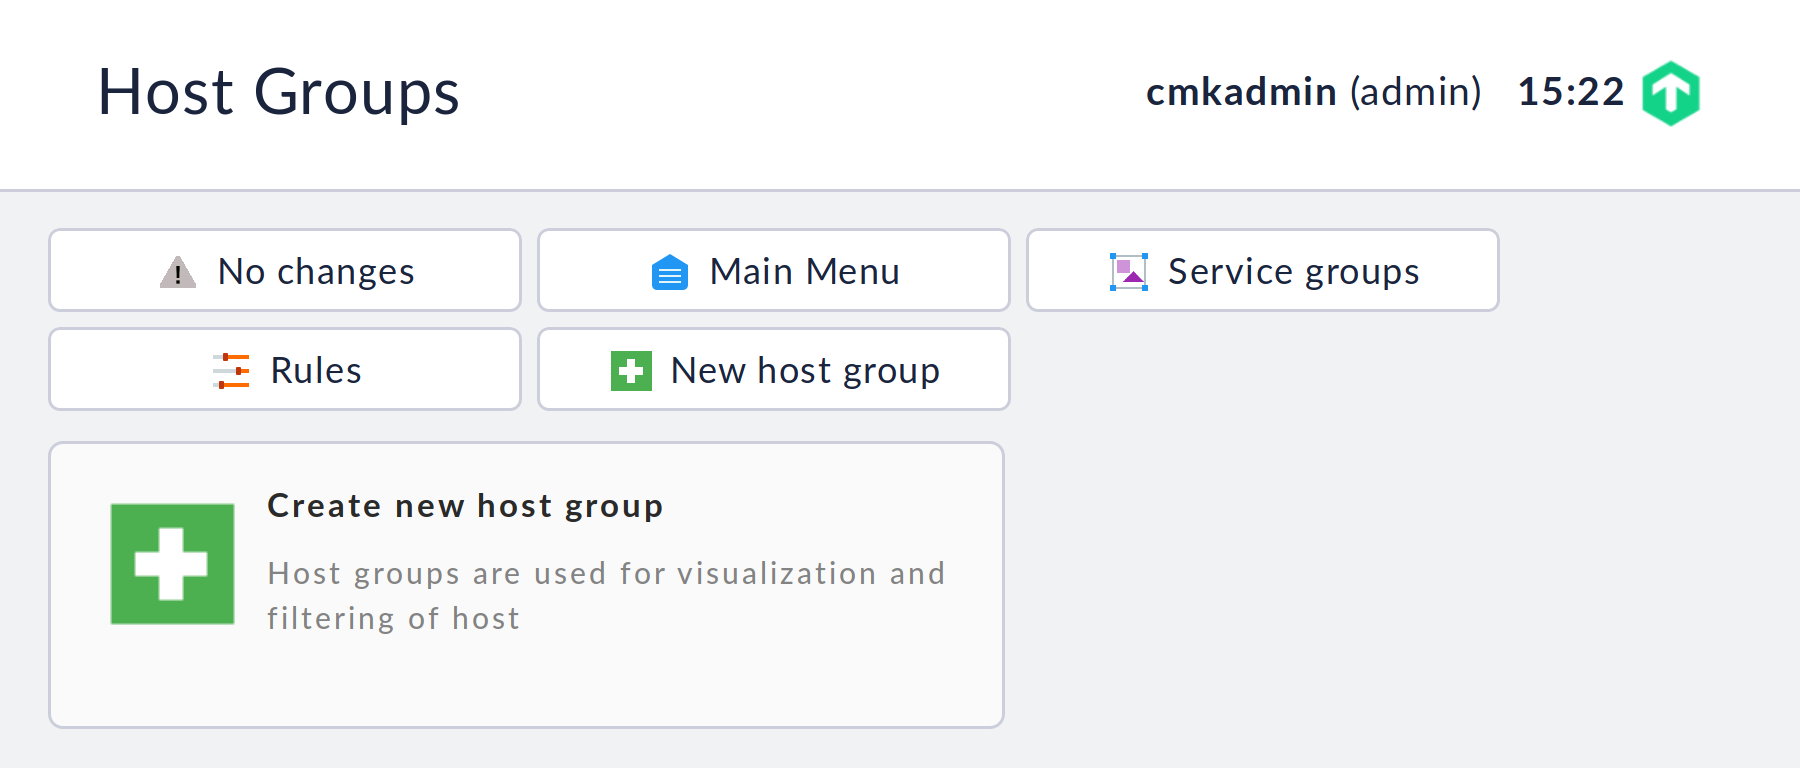 Host Groups
cmkadmin (admin) 15:22
No changes
Main Menu
Service groups
Rules
New host group
Create new host group
Host groups are used for visualization and
filtering of host